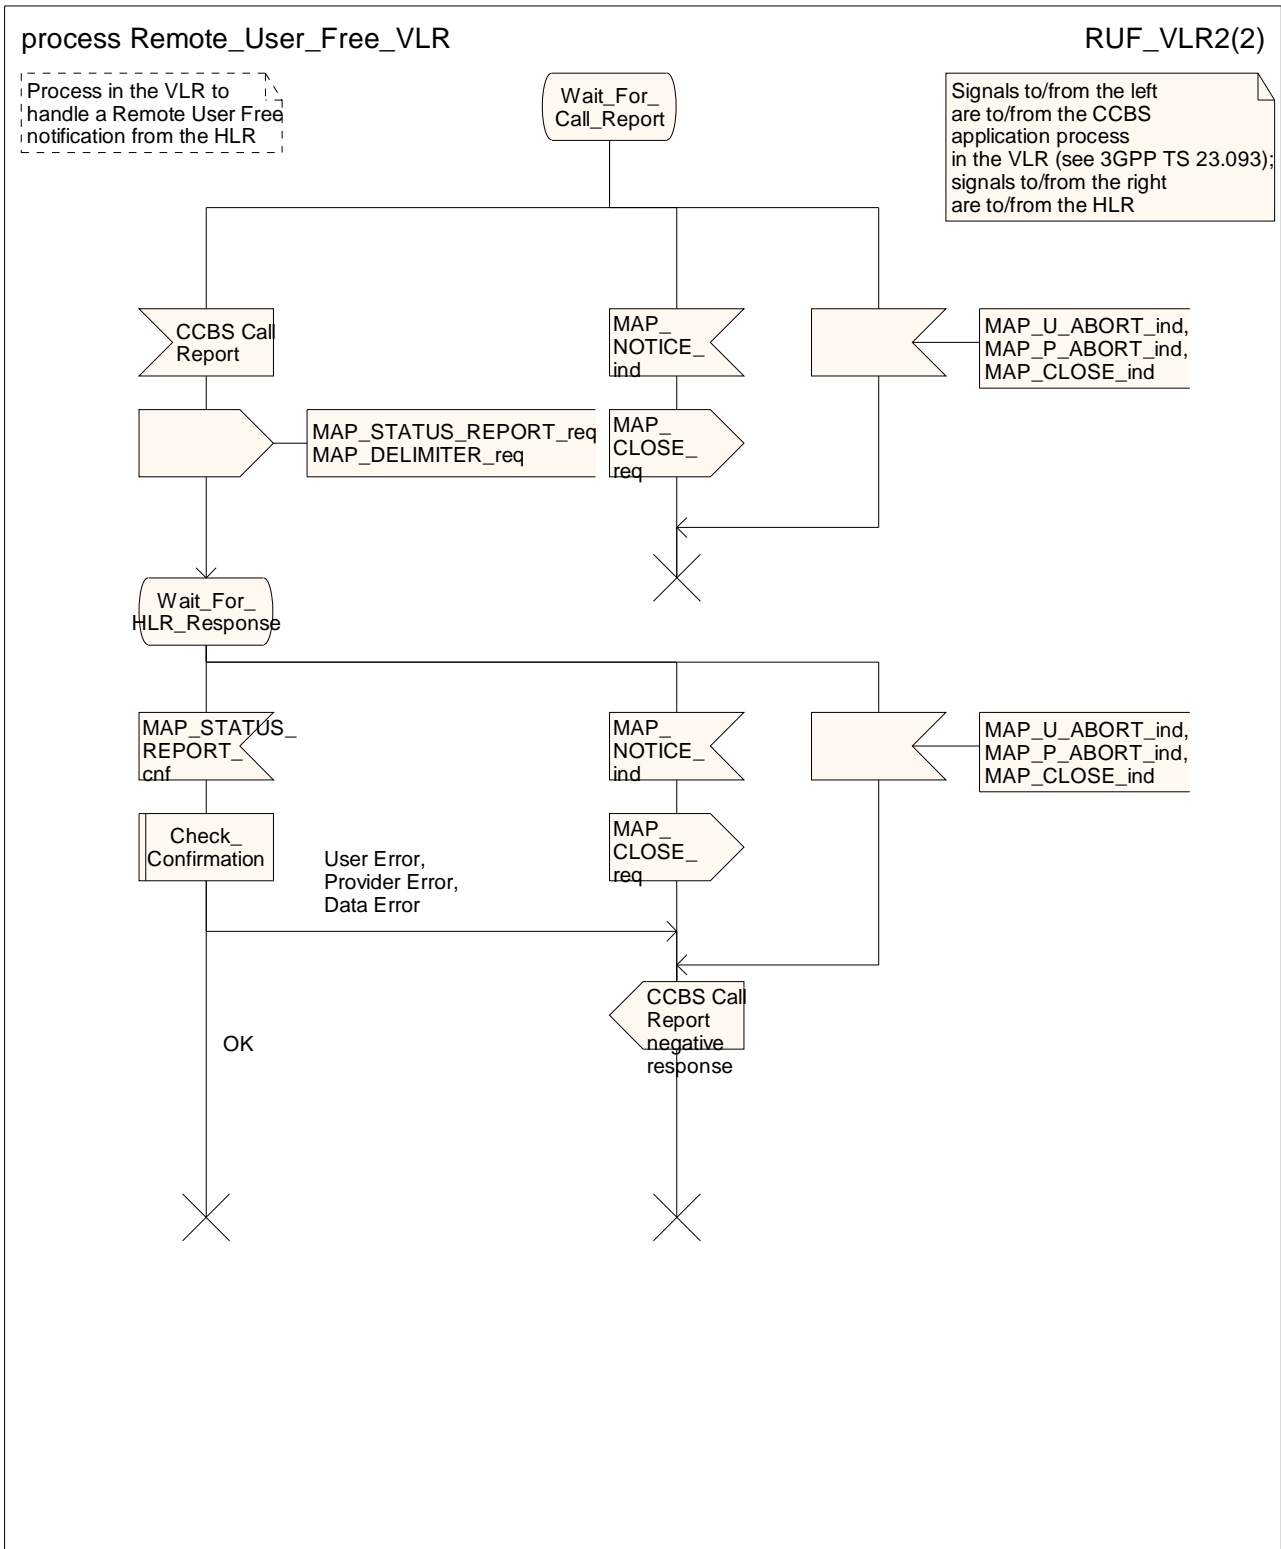 process Remote_User_Free_VLR
RUF_VLR2(2)
Process in the VLR to
handle a Remote User Free
notification from the HLR
Wait_For_
Call_Report
Signals to/from the left
are to/from the CCBS
application process
in the VLR (see 3GPP TS 23.093);
signals to/from the right
are to/from the HLR
CCBS Call
Report
MAP_
NOTICE_
ind
MAP_U_ABORT_ind,
MAP_P_ABORT_ind,
MAP_CLOSE_ind
MAP_STATUS_REPORT_req
MAP_DELIMITER_req
MAP_
CLOSE_
req
Wait_For_
HLR_Response
MAP_STATUS_
REPORT_
cnf
MAP_
NOTICE_
ind
MAP_U_ABORT_ind,
MAP_P_ABORT_ind,
MAP_CLOSE_ind
Check_
Confirmation
User Error,
Provider Error,
Data Error
MAP_
CLOSE_
req
CCBS Call
Report
negative
response
OK